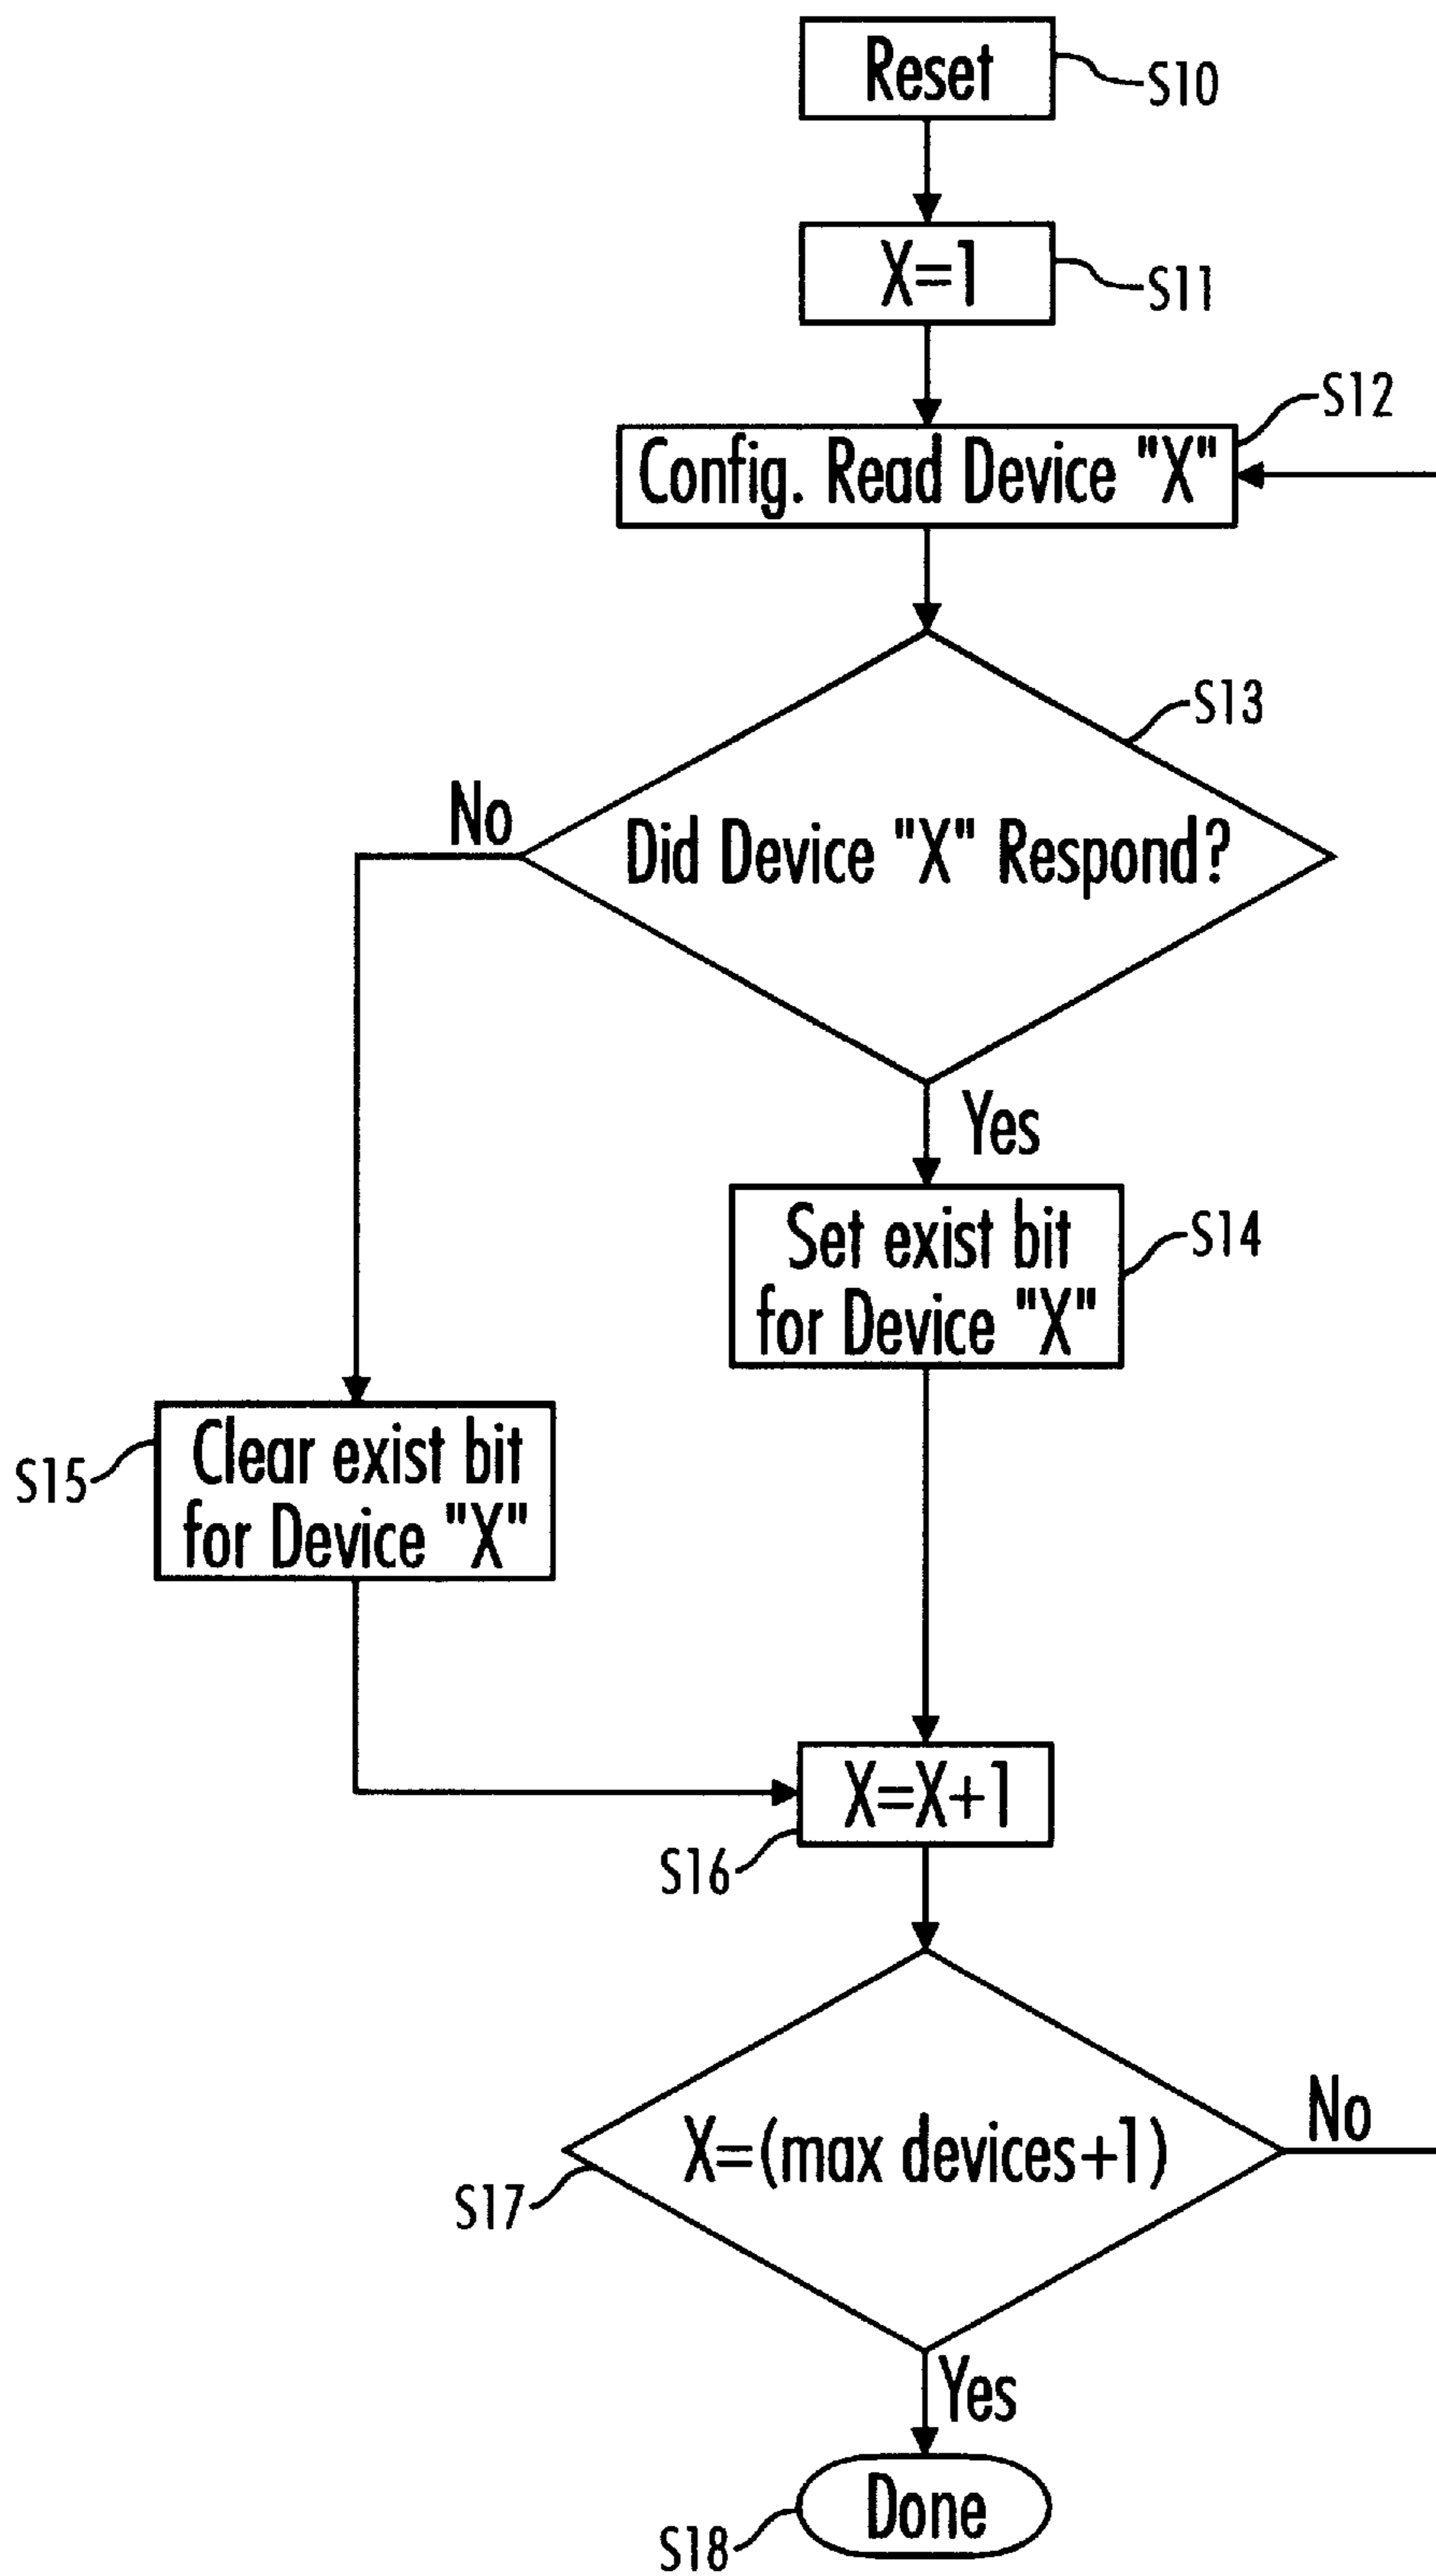 Reset
S10
X=1
S11
S12
Config. Read Device "X"
S13
No
Did Device "X" Respond?
Yes
Set exist bit
for Device "X"
S14
Clear exist bit
for Device "X"
S15
X=X+1
S16
X=(max devices+1)
No
S17
Yes
Done
S18